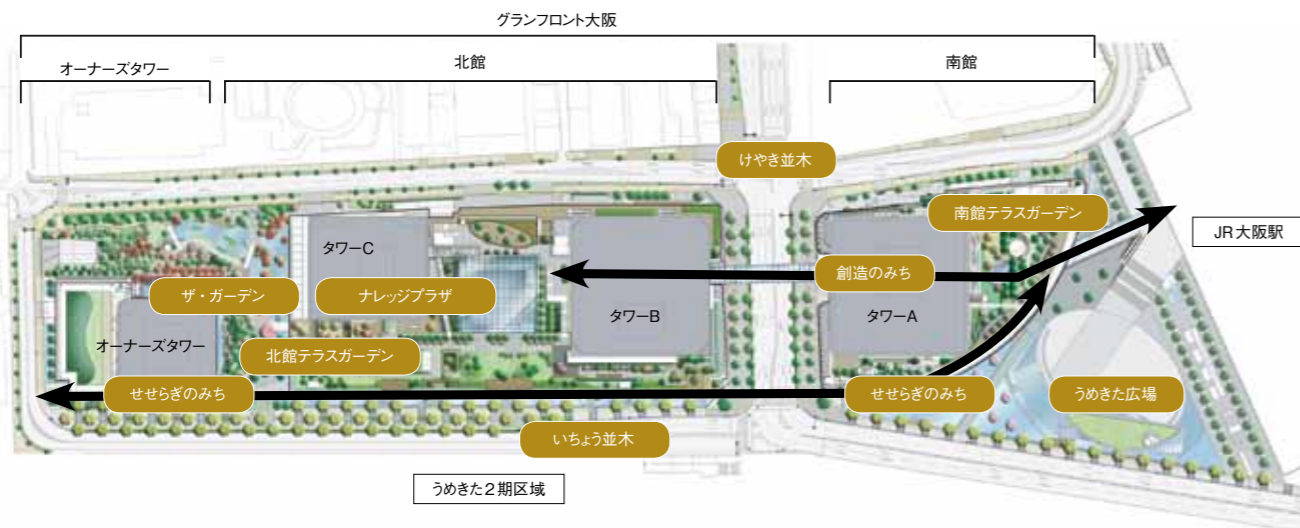 グランフロント大阪
オーナーズタワー
北館
南館
けやき並木
南館テラスガーデン
JR大阪駅
タワーC
創造のみち
ザ・ガーデン
ナレッジプラザ
タワーB
タワーA
オーナーズタワー
北館テラスガーデン
せせらぎのみち
せせらぎのみち
うめきた広場
いちょう並木
うめきた2期区域